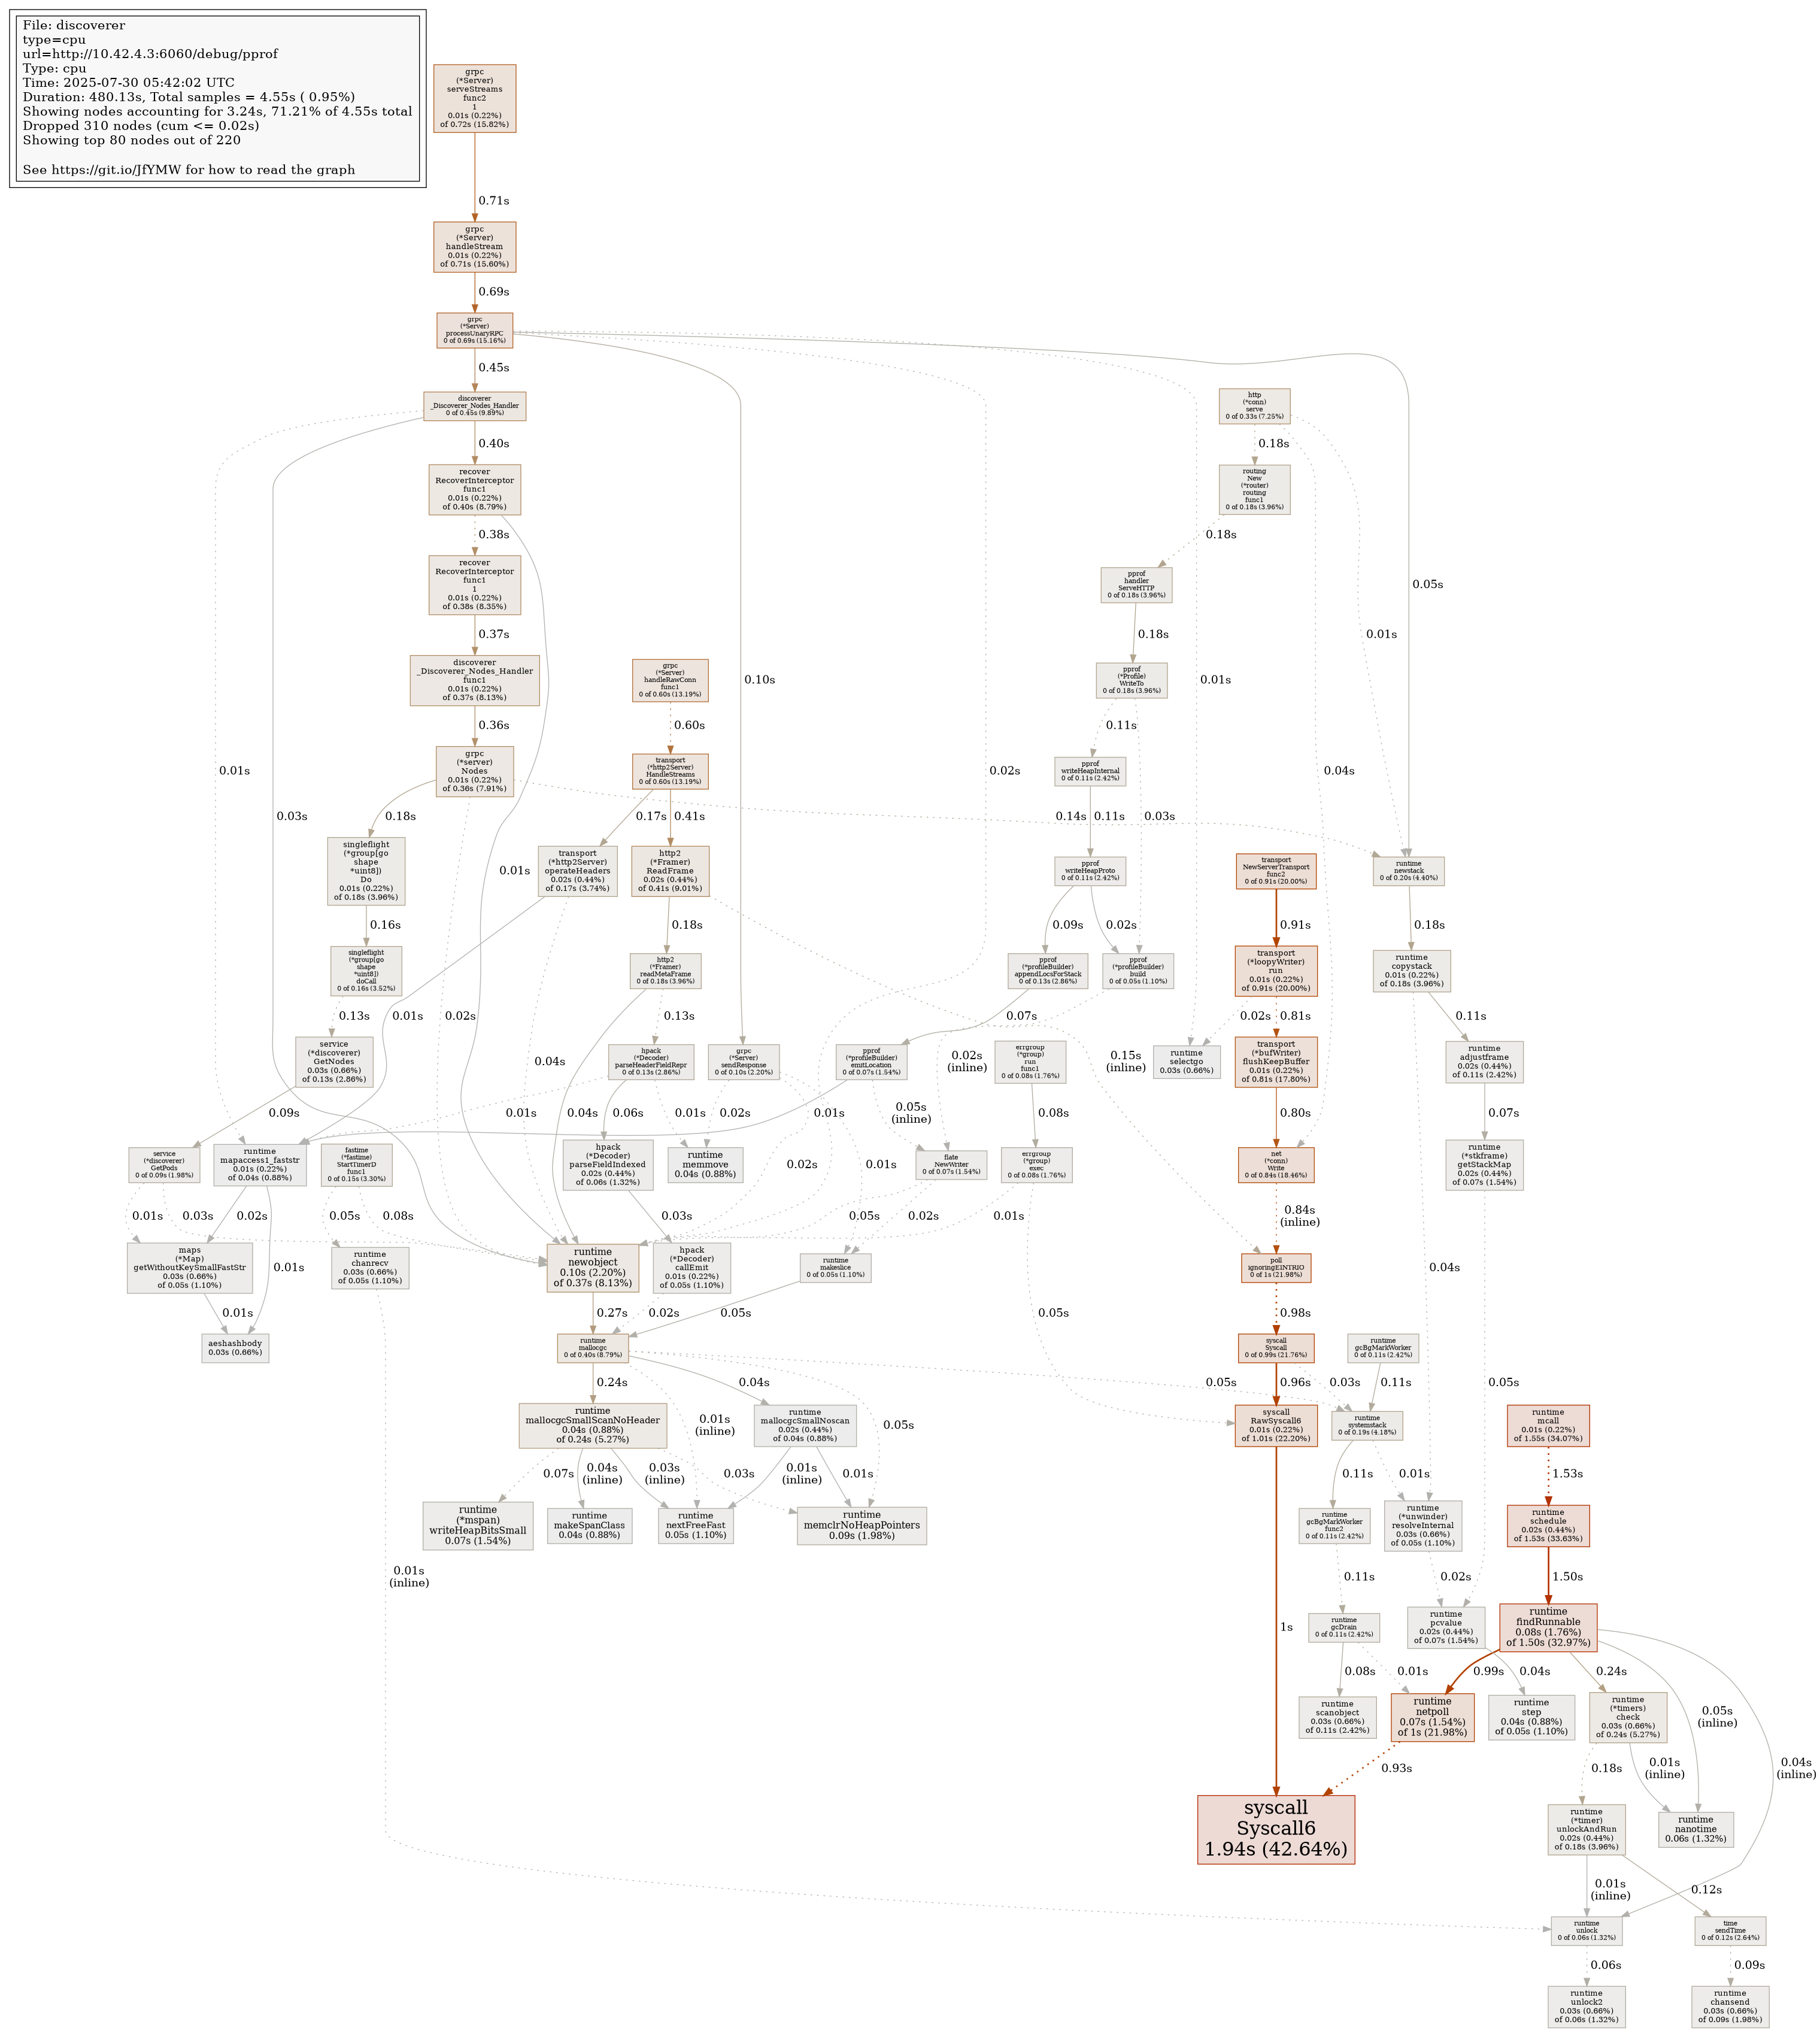 File: discoverer
type=cpu
url=http://10.42.4.3:6060/debug/pprof
Type: cpu
Time: 2025-07-30 05:42:02 UTC
Duration: 480.13s, Total samples = 4.55s ( 0.95%)
Showing nodes accounting for 3.24s, 71.21% of 4.55s total
Dropped 310 nodes (cum <= 0.02s)
Showing top 80 nodes out of 220
See https://git.io/JfYMW for how to read the graph
grpc
(*Server)
serveStreams
func2
1
0.01s (0.22%)
of 0.72s (15.82%)
0.71s
grpc
(*Server)
handleStream
0.01s (0.22%)
of 0.71s (15.60%)
0.69s
grpc
(*Server)
processUnaryRPC
0 of 0.69s (15.16%)
0.45s
discoverer
_Discoverer_Nodes_Handler
0 of 0.45s (9.89%)
http
(*conn)
serve
0 of 0.33s (7.25%)
0.40s
0.18s
recover
RecoverInterceptor
func1
0.01s (0.22%)
of 0.40s (8.79%)
routing
New
(*router)
routing
func1
0 of 0.18s (3.96%)
0.38s
0.18s
recover
RecoverInterceptor
func1
1
0.01s (0.22%)
of 0.38s (8.35%)
pprof
handler
ServeHTTP
0 of 0.18s (3.96%)
0.05s
0.37s
0.18s
0.01s
discoverer
_Discoverer_Nodes_Handler
func1
0.01s (0.22%)
of 0.37s (8.13%)
grpc
(*Server)
handleRawConn
func1
0 of 0.60s (13.19%)
0.10s
pprof
(*Profile)
WriteTo
0 of 0.18s (3.96%)
0.01s
0.36s
0.60s
0.11s
grpc
(*server)
Nodes
0.01s (0.22%)
of 0.36s (7.91%)
transport
(*http2Server)
HandleStreams
0 of 0.60s (13.19%)
pprof
writeHeapInternal
0 of 0.11s (2.42%)
0.01s
0.02s
0.04s
0.03s
0.18s
0.17s
0.41s
0.14s
0.11s
0.03s
singleflight
(*group[go
shape
*uint8])
Do
0.01s (0.22%)
of 0.18s (3.96%)
transport
(*http2Server)
operateHeaders
0.02s (0.44%)
of 0.17s (3.74%)
http2
(*Framer)
ReadFrame
0.02s (0.44%)
of 0.41s (9.01%)
pprof
writeHeapProto
0 of 0.11s (2.42%)
transport
NewServerTransport
func2
0 of 0.91s (20.00%)
runtime
newstack
0 of 0.20s (4.40%)
0.01s
0.16s
0.18s
0.09s
0.02s
0.91s
0.18s
singleflight
(*group[go
shape
*uint8])
doCall
0 of 0.16s (3.52%)
http2
(*Framer)
readMetaFrame
0 of 0.18s (3.96%)
pprof
(*profileBuilder)
appendLocsForStack
0 of 0.13s (2.86%)
pprof
(*profileBuilder)
build
0 of 0.05s (1.10%)
transport
(*loopyWriter)
run
0.01s (0.22%)
of 0.91s (20.00%)
runtime
copystack
0.01s (0.22%)
of 0.18s (3.96%)
0.13s
0.01s
0.02s
0.13s
0.07s
0.02s
0.81s
0.11s
service
(*discoverer)
GetNodes
0.03s (0.66%)
of 0.13s (2.86%)
0.04s
hpack
(*Decoder)
parseHeaderFieldRepr
0 of 0.13s (2.86%)
grpc
(*Server)
sendResponse
0 of 0.10s (2.20%)
pprof
(*profileBuilder)
emitLocation
0 of 0.07s (1.54%)
0.02s
(inline)
errgroup
(*group)
run
func1
0 of 0.08s (1.76%)
0.15s
(inline)
runtime
selectgo
0.03s (0.66%)
transport
(*bufWriter)
flushKeepBuffer
0.01s (0.22%)
of 0.81s (17.80%)
runtime
adjustframe
0.02s (0.44%)
of 0.11s (2.42%)
0.09s
0.01s
0.04s
0.06s
0.01s
0.02s
0.01s
0.05s
(inline)
0.08s
0.80s
0.07s
service
(*discoverer)
GetPods
0 of 0.09s (1.98%)
runtime
mapaccess1_faststr
0.01s (0.22%)
of 0.04s (0.88%)
fastime
(*fastime)
StartTimerD
func1
0 of 0.15s (3.30%)
hpack
(*Decoder)
parseFieldIndexed
0.02s (0.44%)
of 0.06s (1.32%)
runtime
memmove
0.04s (0.88%)
0.02s
0.01s
flate
NewWriter
0 of 0.07s (1.54%)
errgroup
(*group)
exec
0 of 0.08s (1.76%)
net
(*conn)
Write
0 of 0.84s (18.46%)
runtime
(*stkframe)
getStackMap
0.02s (0.44%)
of 0.07s (1.54%)
0.01s
0.03s
0.02s
0.05s
0.08s
0.03s
0.05s
0.02s
0.01s
0.84s
(inline)
maps
(*Map)
getWithoutKeySmallFastStr
0.03s (0.66%)
of 0.05s (1.10%)
0.01s
runtime
chanrecv
0.03s (0.66%)
of 0.05s (1.10%)
runtime
newobject
0.10s (2.20%)
of 0.37s (8.13%)
hpack
(*Decoder)
callEmit
0.01s (0.22%)
of 0.05s (1.10%)
runtime
makeslice
0 of 0.05s (1.10%)
poll
ignoringEINTRIO
0 of 1s (21.98%)
0.04s
0.01s
0.27s
0.02s
0.05s
0.05s
0.98s
aeshashbody
0.03s (0.66%)
runtime
mallocgc
0 of 0.40s (8.79%)
syscall
Syscall
0 of 0.99s (21.76%)
runtime
gcBgMarkWorker
0 of 0.11s (2.42%)
0.24s
0.04s
0.05s
0.96s
0.03s
0.11s
0.05s
runtime
mallocgcSmallScanNoHeader
0.04s (0.88%)
of 0.24s (5.27%)
0.01s
(inline)
runtime
mallocgcSmallNoscan
0.02s (0.44%)
of 0.04s (0.88%)
0.05s
syscall
RawSyscall6
0.01s (0.22%)
of 1.01s (22.20%)
runtime
systemstack
0 of 0.19s (4.18%)
runtime
mcall
0.01s (0.22%)
of 1.55s (34.07%)
0.07s
0.04s
(inline)
0.03s
(inline)
0.03s
0.01s
(inline)
0.01s
0.11s
0.01s
1.53s
runtime
(*mspan)
writeHeapBitsSmall
0.07s (1.54%)
runtime
makeSpanClass
0.04s (0.88%)
runtime
nextFreeFast
0.05s (1.10%)
runtime
memclrNoHeapPointers
0.09s (1.98%)
runtime
gcBgMarkWorker
func2
0 of 0.11s (2.42%)
runtime
(*unwinder)
resolveInternal
0.03s (0.66%)
of 0.05s (1.10%)
runtime
schedule
0.02s (0.44%)
of 1.53s (33.63%)
0.01s
(inline)
0.11s
0.02s
1.50s
1s
runtime
gcDrain
0 of 0.11s (2.42%)
runtime
pcvalue
0.02s (0.44%)
of 0.07s (1.54%)
runtime
findRunnable
0.08s (1.76%)
of 1.50s (32.97%)
0.08s
0.01s
0.99s
0.04s
0.24s
0.05s
(inline)
0.04s
(inline)
runtime
scanobject
0.03s (0.66%)
of 0.11s (2.42%)
runtime
netpoll
0.07s (1.54%)
of 1s (21.98%)
runtime
step
0.04s (0.88%)
of 0.05s (1.10%)
runtime
(*timers)
check
0.03s (0.66%)
of 0.24s (5.27%)
0.93s
0.18s
0.01s
(inline)
syscall
Syscall6
1.94s (42.64%)
runtime
(*timer)
unlockAndRun
0.02s (0.44%)
of 0.18s (3.96%)
runtime
nanotime
0.06s (1.32%)
0.01s
(inline)
0.12s
runtime
unlock
0 of 0.06s (1.32%)
time
sendTime
0 of 0.12s (2.64%)
0.06s
0.09s
runtime
unlock2
0.03s (0.66%)
of 0.06s (1.32%)
runtime
chansend
0.03s (0.66%)
of 0.09s (1.98%)